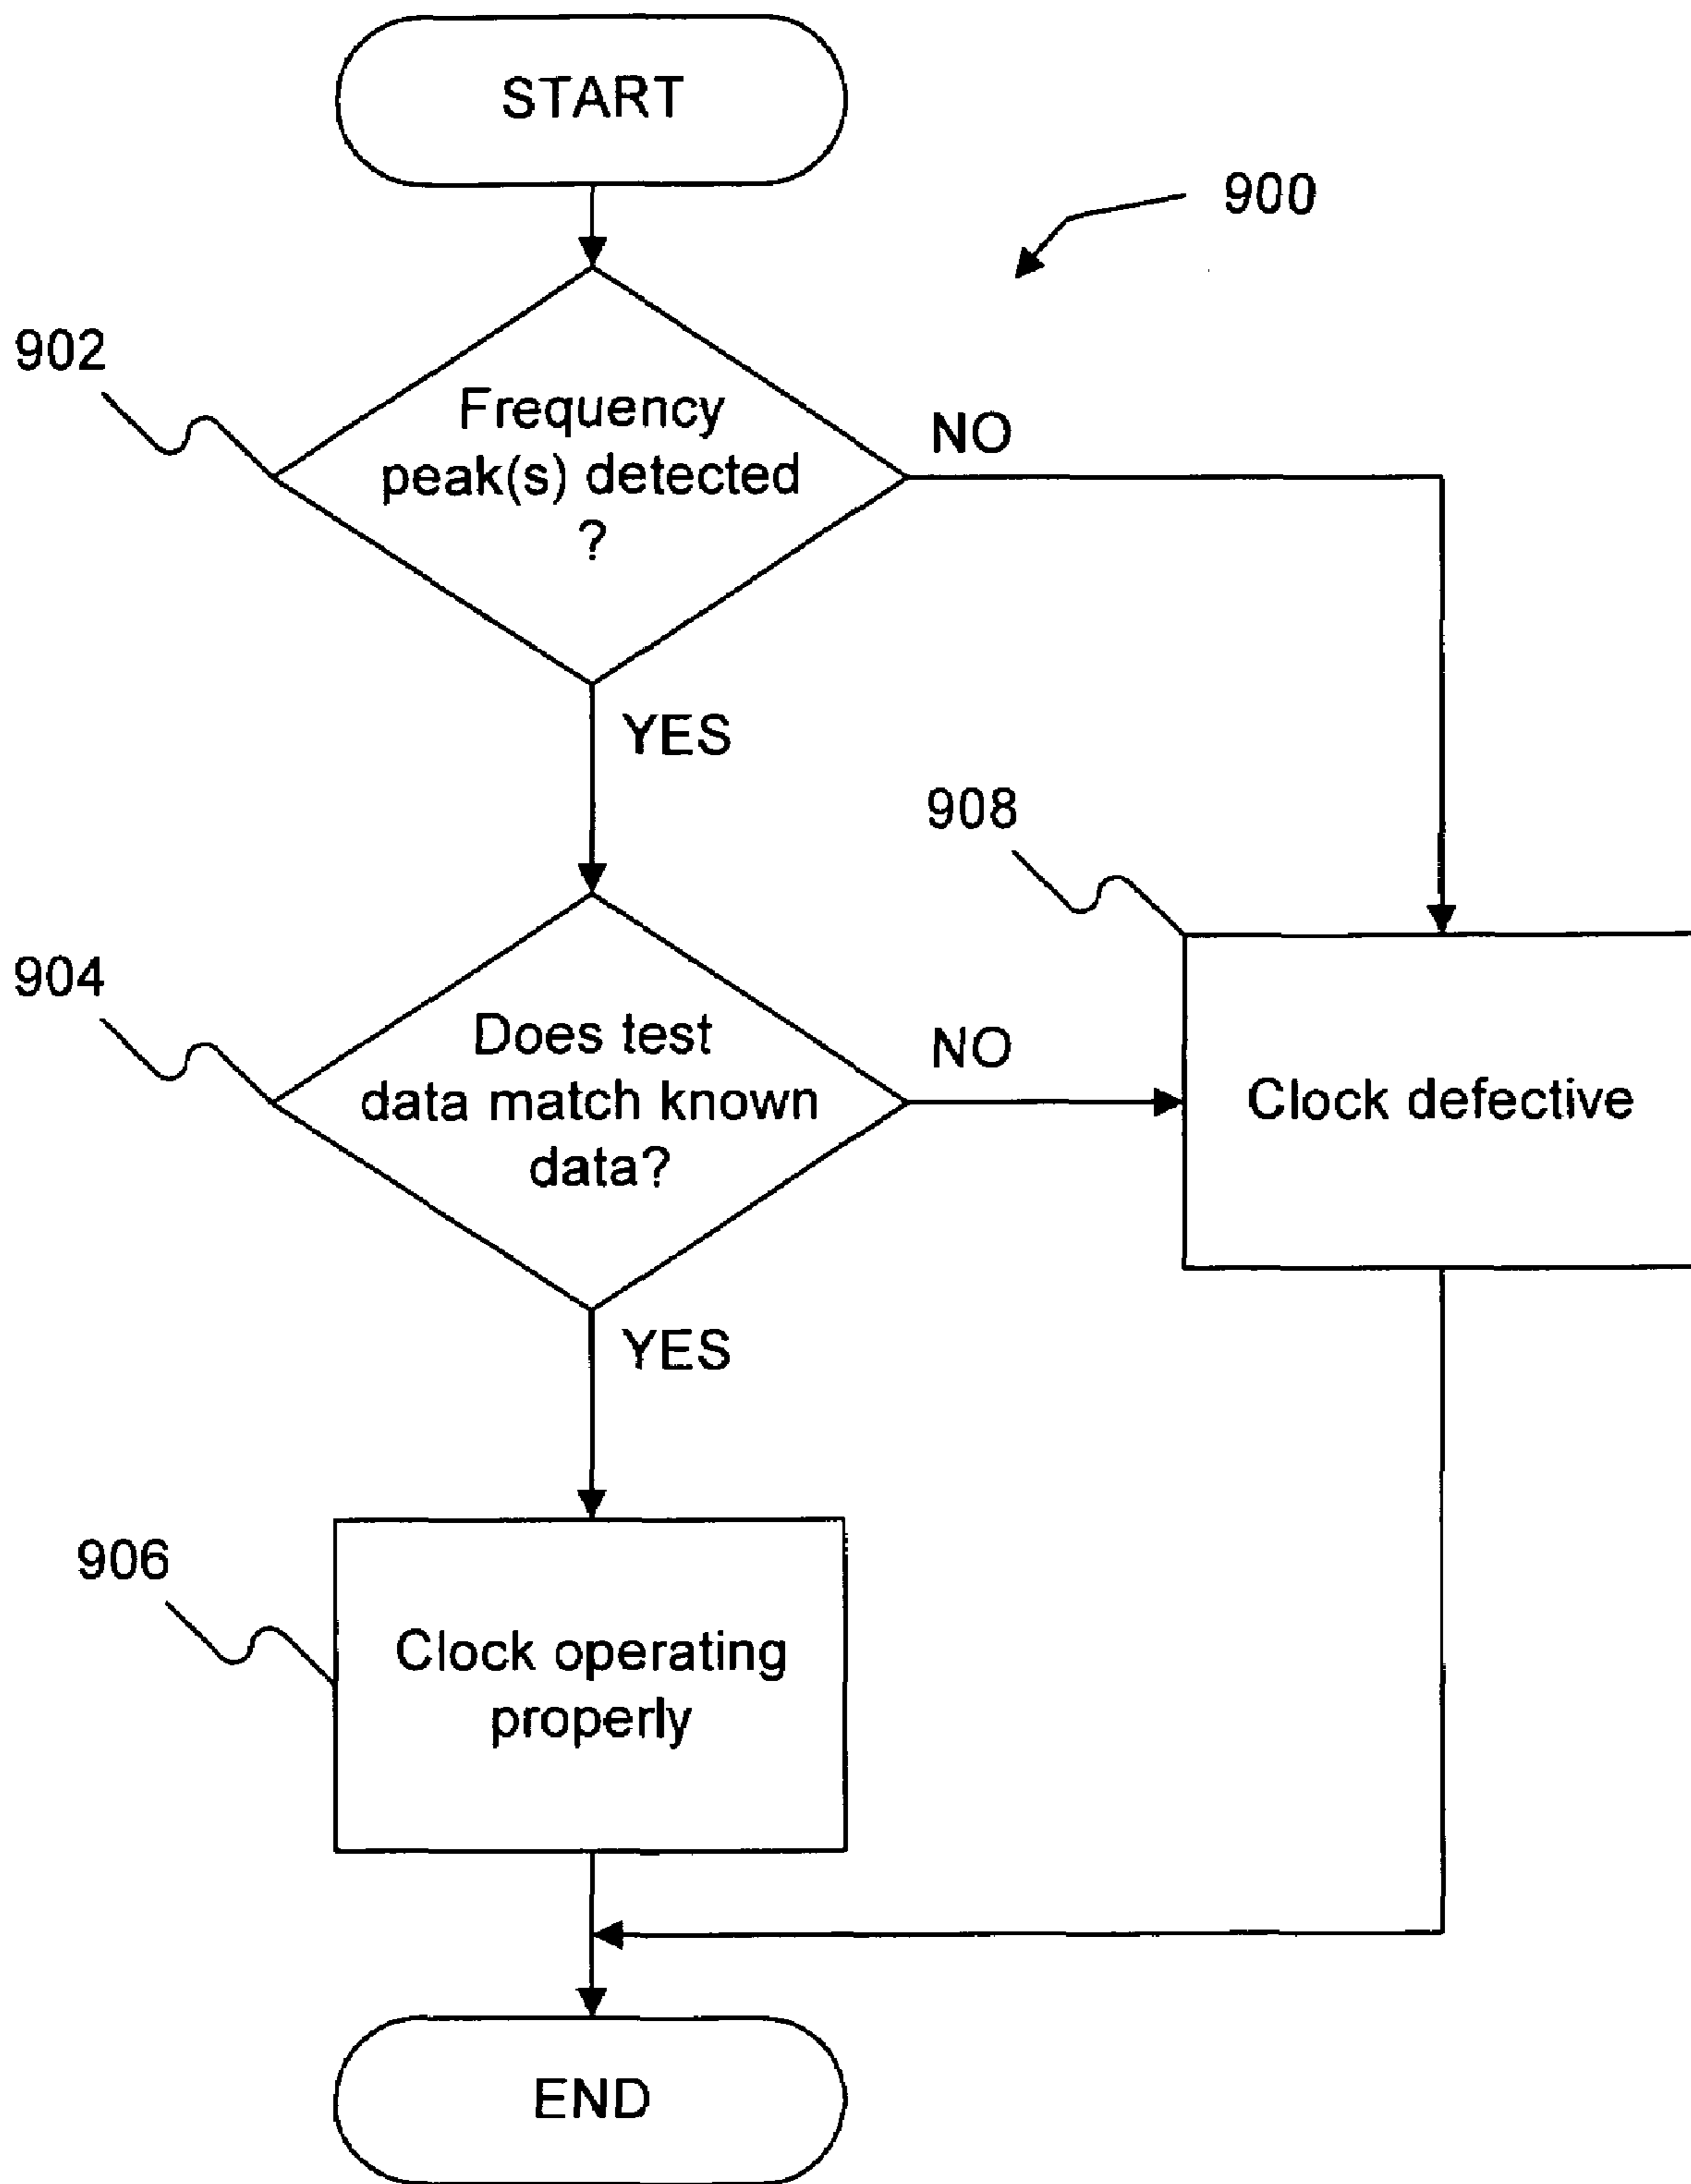 START
900
902
Frequency
peak(s) detected
?
NO
YES
908
904
Does test
data match known
data?
NO
Clock defective
YES
906
Clock operating
properly
END